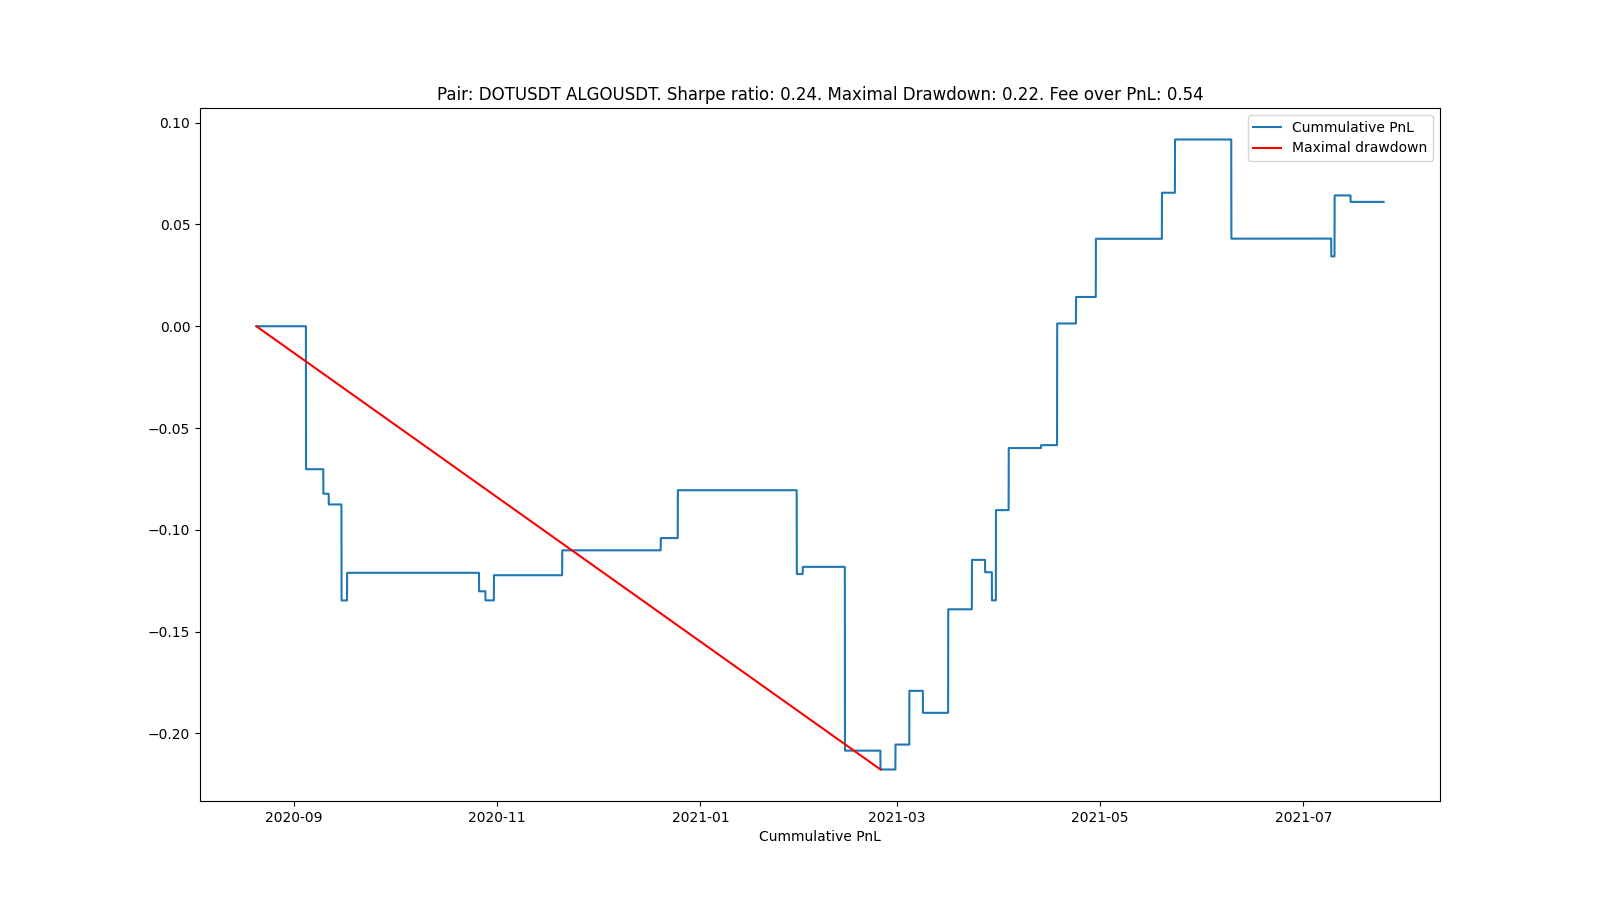 Pair: DOTUSDT ALGOUSDT. Sharpe ratio: 0.24. Maximal Drawdown: 0.22. Fee over PnL: 0.54
Cummulative PnL
Maximal drawdown
0.10
0.05
0.00
−0.05
−0.10
−0.15
−0.20
2020-09 2020-11 2021-01 2021-03 2021-05 2021-07
Cummulative PnL